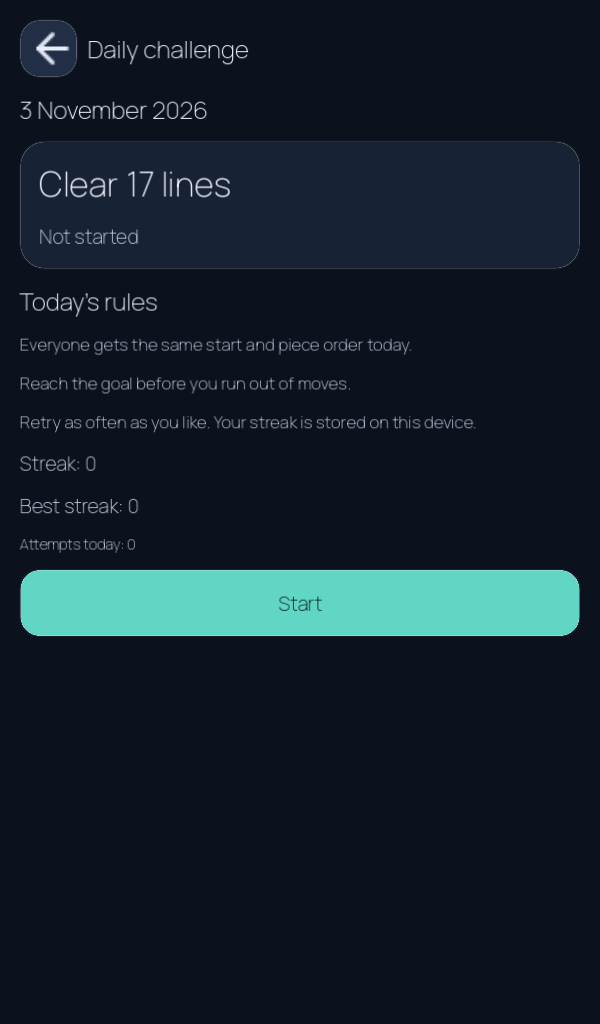 Daily challenge
3 November 2026
Clear 17 lines
Not started
Today's rules
Everyone gets the same start and piece order today.
Reach the goal before you run out of moves.
Retry as often as you like. Your streak is stored on this device.
Streak: 0
Best streak: 0
Attempts today: 0
Start